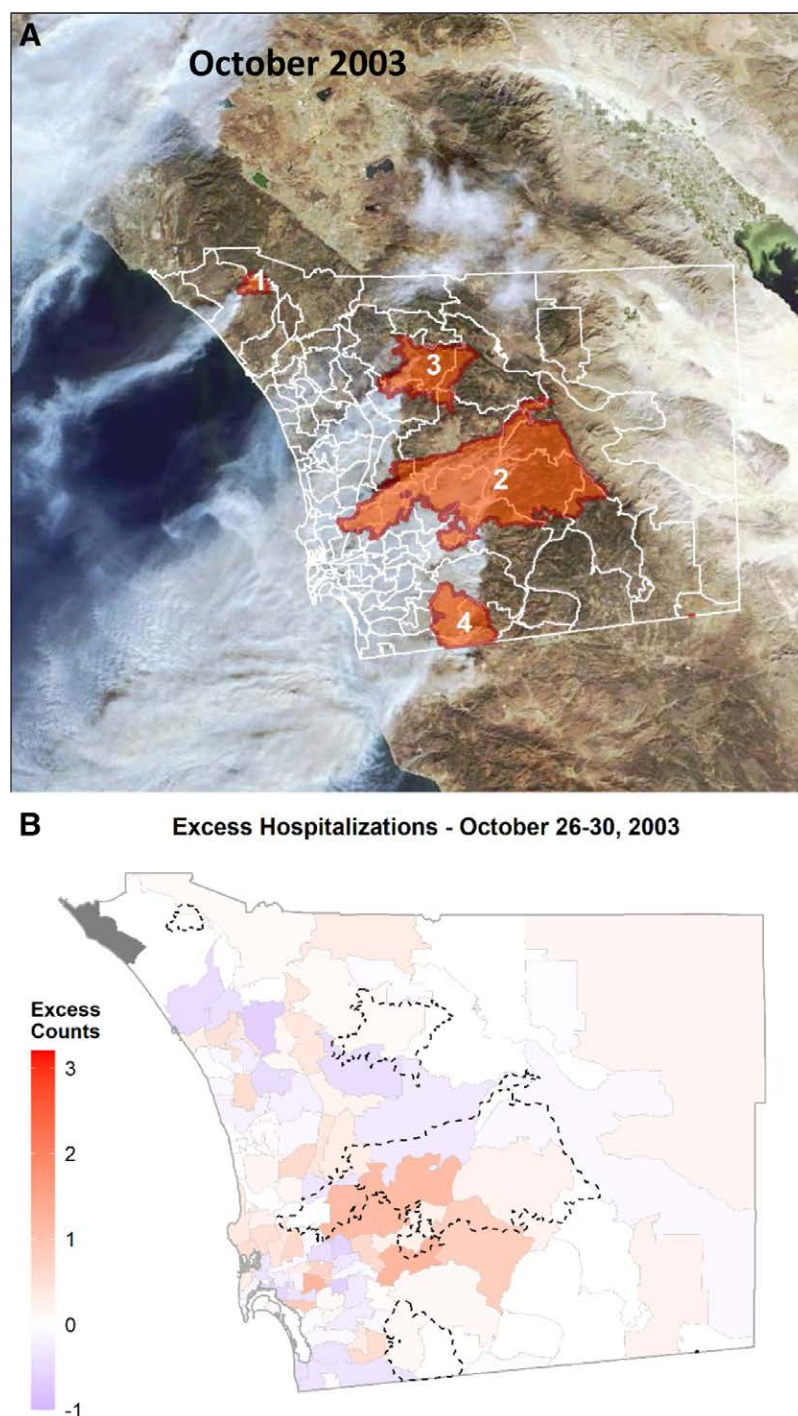 A
October 2003
1
3
2
4
B
Excess Hospitalizations - October 26-30, 2003
Excess
Counts
3
2
1
0
-1